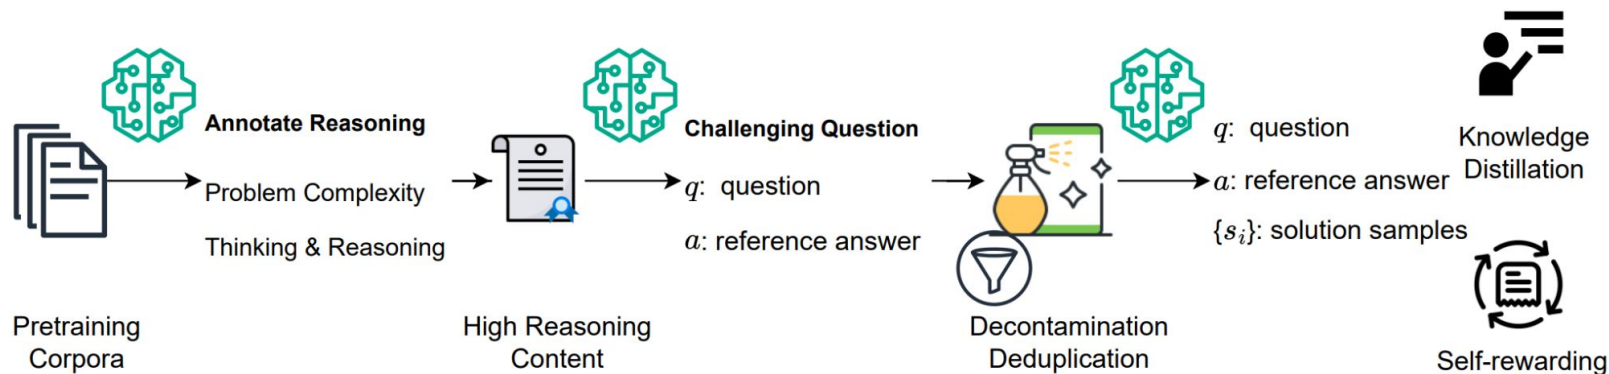 Annotate Reasoning
Problem Complexity
Thinking & Reasoning
Pretraining
Corpora
High Reasoning
Content
Challenging Question
q: question
a: reference answer
Decontamination
Deduplication
q: question
a: reference answer
{s_i}: solution samples
Knowledge
Distillation
Self-rewarding